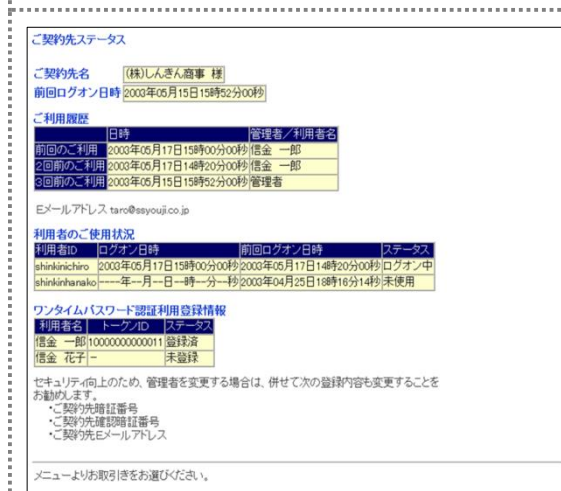 ご契約先ステータス
ご契約先名 (株)しんきん商事 様
前回ログオン日時 2003年05月15日15時52分00秒
ご利用履歴
日時 管理者／利用者名
前回のご利用 2003年05月17日15時00分00秒 信金 一郎
2回前のご利用 2003年05月17日14時20分00秒 信金 一郎
3回前のご利用 2003年05月15日15時52分00秒 管理者
Eメールアドレス taro@ssyouji.co.jp
利用者のご使用状況
利用者ID ログオン日時 前回ログオン日時 ステータス
shinkinichiro 2003年05月17日15時00分00秒 2003年05月17日14時20分00秒 ログオン中
shinkinhanako ----年--月--日--時--分--秒 2003年04月25日18時16分14秒 未使用
ワンタイムパスワード認証利用登録情報
利用者名 トークンID ステータス
信金 一郎 10000000000011 登録済
信金 花子 - 未登録
セキュリティ向上のため、管理者を変更する場合は、併せて次の登録内容も変更することを
お勧めします。
・ご契約先暗証番号
・ご契約先確認暗証番号
・ご契約先Eメールアドレス
メニューよりお取引きをお選びください。